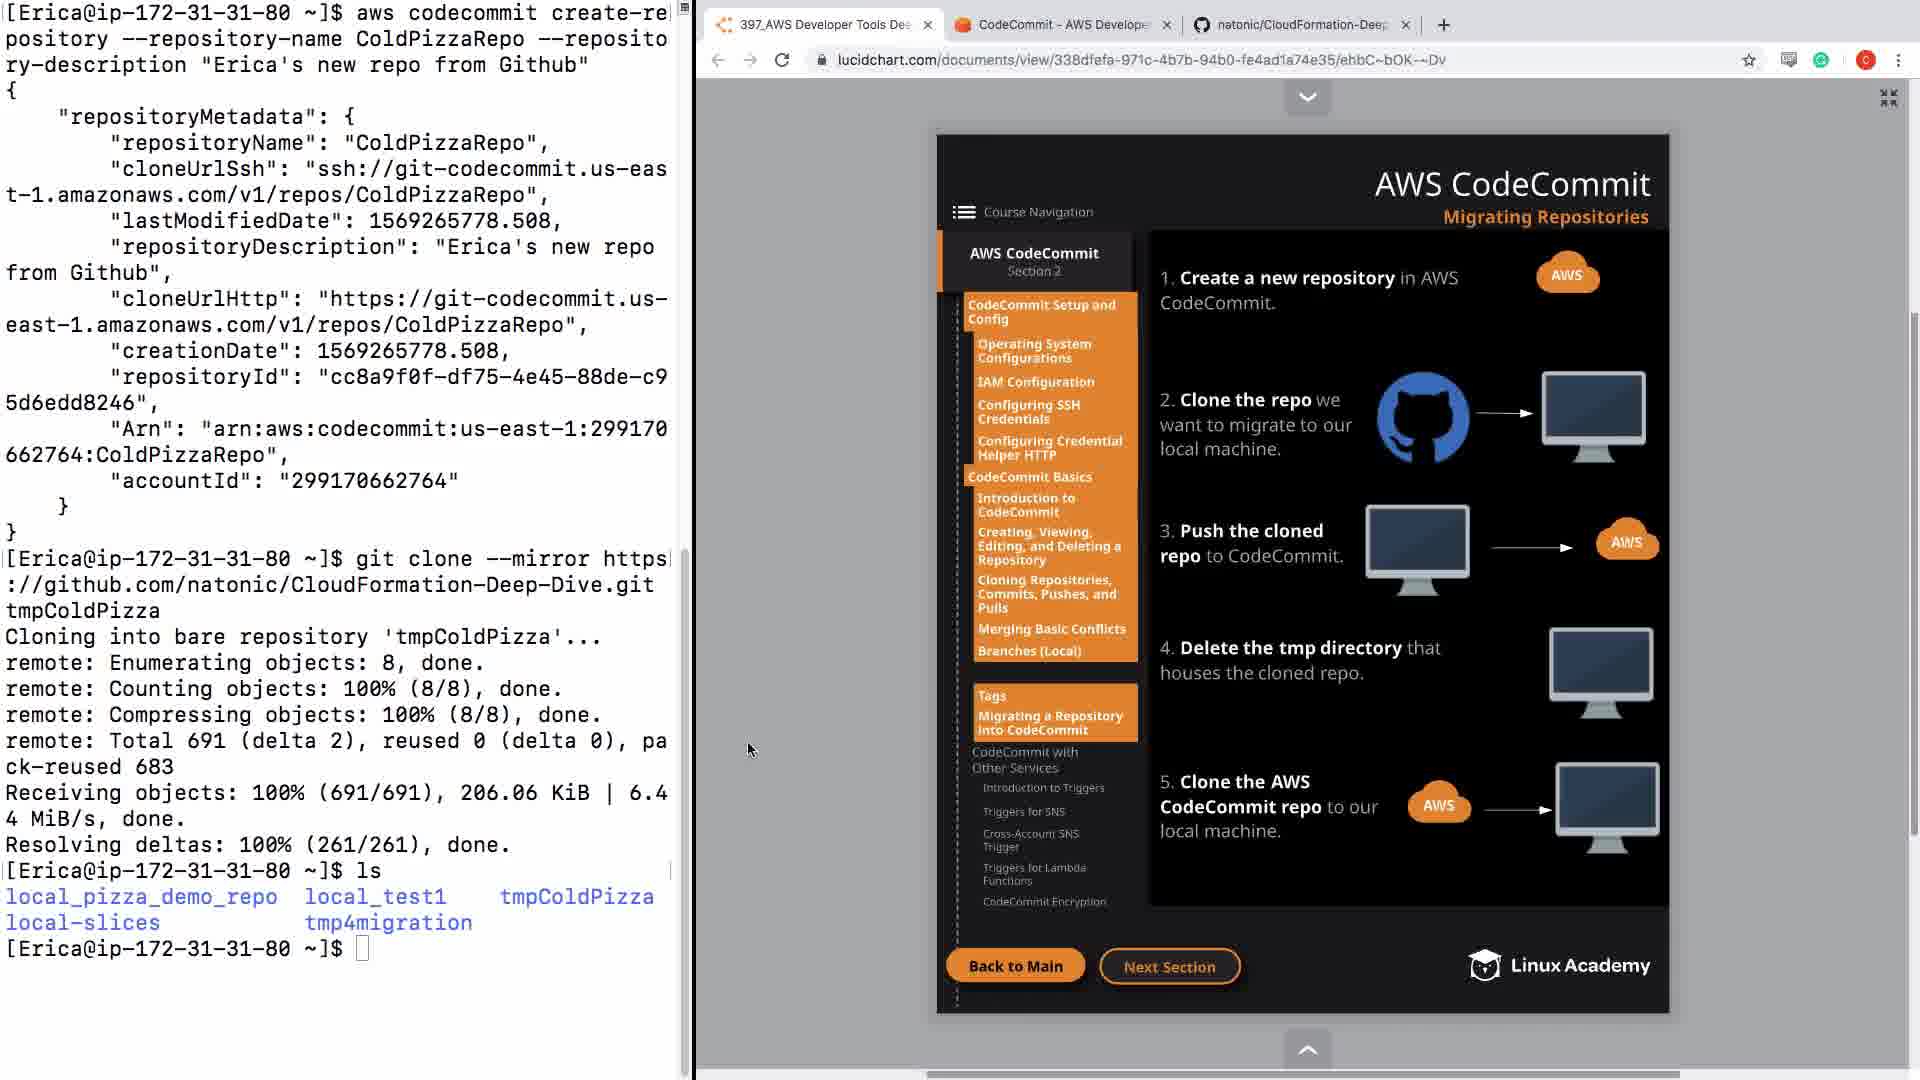 [Erica@ip-172-31-31-80 ~]$ aws codecommit create-re
pository --repository-name ColdPizzaRepo --reposito
ry-description "Erica's new repo from Github"
{
"repositoryMetadata": {
"repositoryName": "ColdPizzaRepo",
"cloneUrlSsh": "ssh://git-codecommit.us-eas
t-1.amazonaws.com/v1/repos/ColdPizzaRepo",
"lastModifiedDate": 1569265778.508,
"repositoryDescription": "Erica's new repo
from Github",
"cloneUrlHttp": "https://git-codecommit.us-
east-1.amazonaws.com/v1/repos/ColdPizzaRepo",
"creationDate": 1569265778.508,
"repositoryId": "cc8a9f0f-df75-4e45-88de-c9
5d6edd8246",
"Arn": "arn:aws:codecommit:us-east-1:299170
662764:ColdPizzaRepo",
"accountId": "299170662764"
}
}
[Erica@ip-172-31-31-80 ~]$ git clone --mirror https
://github.com/natonic/CloudFormation-Deep-Dive.git
tmpColdPizza
Cloning into bare repository 'tmpColdPizza'...
remote: Enumerating objects: 8, done.
remote: Counting objects: 100% (8/8), done.
remote: Compressing objects: 100% (8/8), done.
remote: Total 691 (delta 2), reused 0 (delta 0), pa
ck-reused 683
Receiving objects: 100% (691/691), 206.06 KiB | 6.4
4 MiB/s, done.
Resolving deltas: 100% (261/261), done.
[Erica@ip-172-31-31-80 ~]$ ls
local_pizza_demo_repo local_test1 tmpColdPizza
local-slices tmp4migration
[Erica@ip-172-31-31-80 ~]$
397_AWS Developer Tools Dee
CodeCommit - AWS Developer
natonic/CloudFormation-Deep
lucidchart.com/documents/view/338dfefa-971c-4b7b-94b0-fe4ad1a74e35/ehbC~bOK--Dv
C
AWS CodeCommit
Migrating Repositories
Course Navigation
AWS CodeCommit
Section 2
CodeCommit Setup and
Config
Operating System
Configurations
IAM Configuration
Configuring SSH
Credentials
Configuring Credential
Helper HTTP
CodeCommit Basics
Introduction to
CodeCommit
Creating, Viewing,
Editing, and Deleting a
Repository
Cloning Repositories,
Commits, Pushes, and
Pulls
Merging Basic Conflicts
Branches (Local)
Tags
Migrating a Repository
into CodeCommit
CodeCommit with
Other Services
Introduction to Triggers
Triggers for SNS
Cross-Account SNS
Trigger
Triggers for Lambda
Functions
CodeCommit Encryption
1. Create a new repository in AWS
CodeCommit.
AWS
2. Clone the repo we
want to migrate to our
local machine.
3. Push the cloned
repo to CodeCommit.
AWS
4. Delete the tmp directory that
houses the cloned repo.
5. Clone the AWS
CodeCommit repo to our
local machine.
AWS
Back to Main
Next Section
Linux Academy